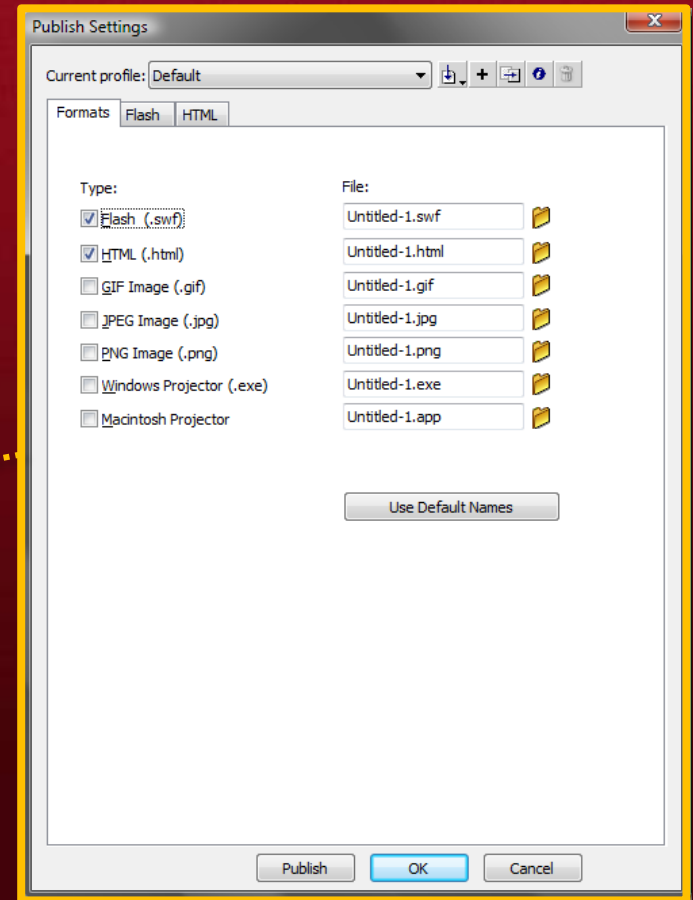 Publish Settings
Current profile: Default
Formats Flash HTML
Type: File:
Flash (.swf) Untitled-1.swf
HTML (.html) Untitled-1.html
GIF Image (.gif) Untitled-1.gif
JPEG Image (.jpg) Untitled-1.jpg
PNG Image (.png) Untitled-1.png
Windows Projector (.exe) Untitled-1.exe
Macintosh Projector Untitled-1.app
Use Default Names
Publish OK Cancel